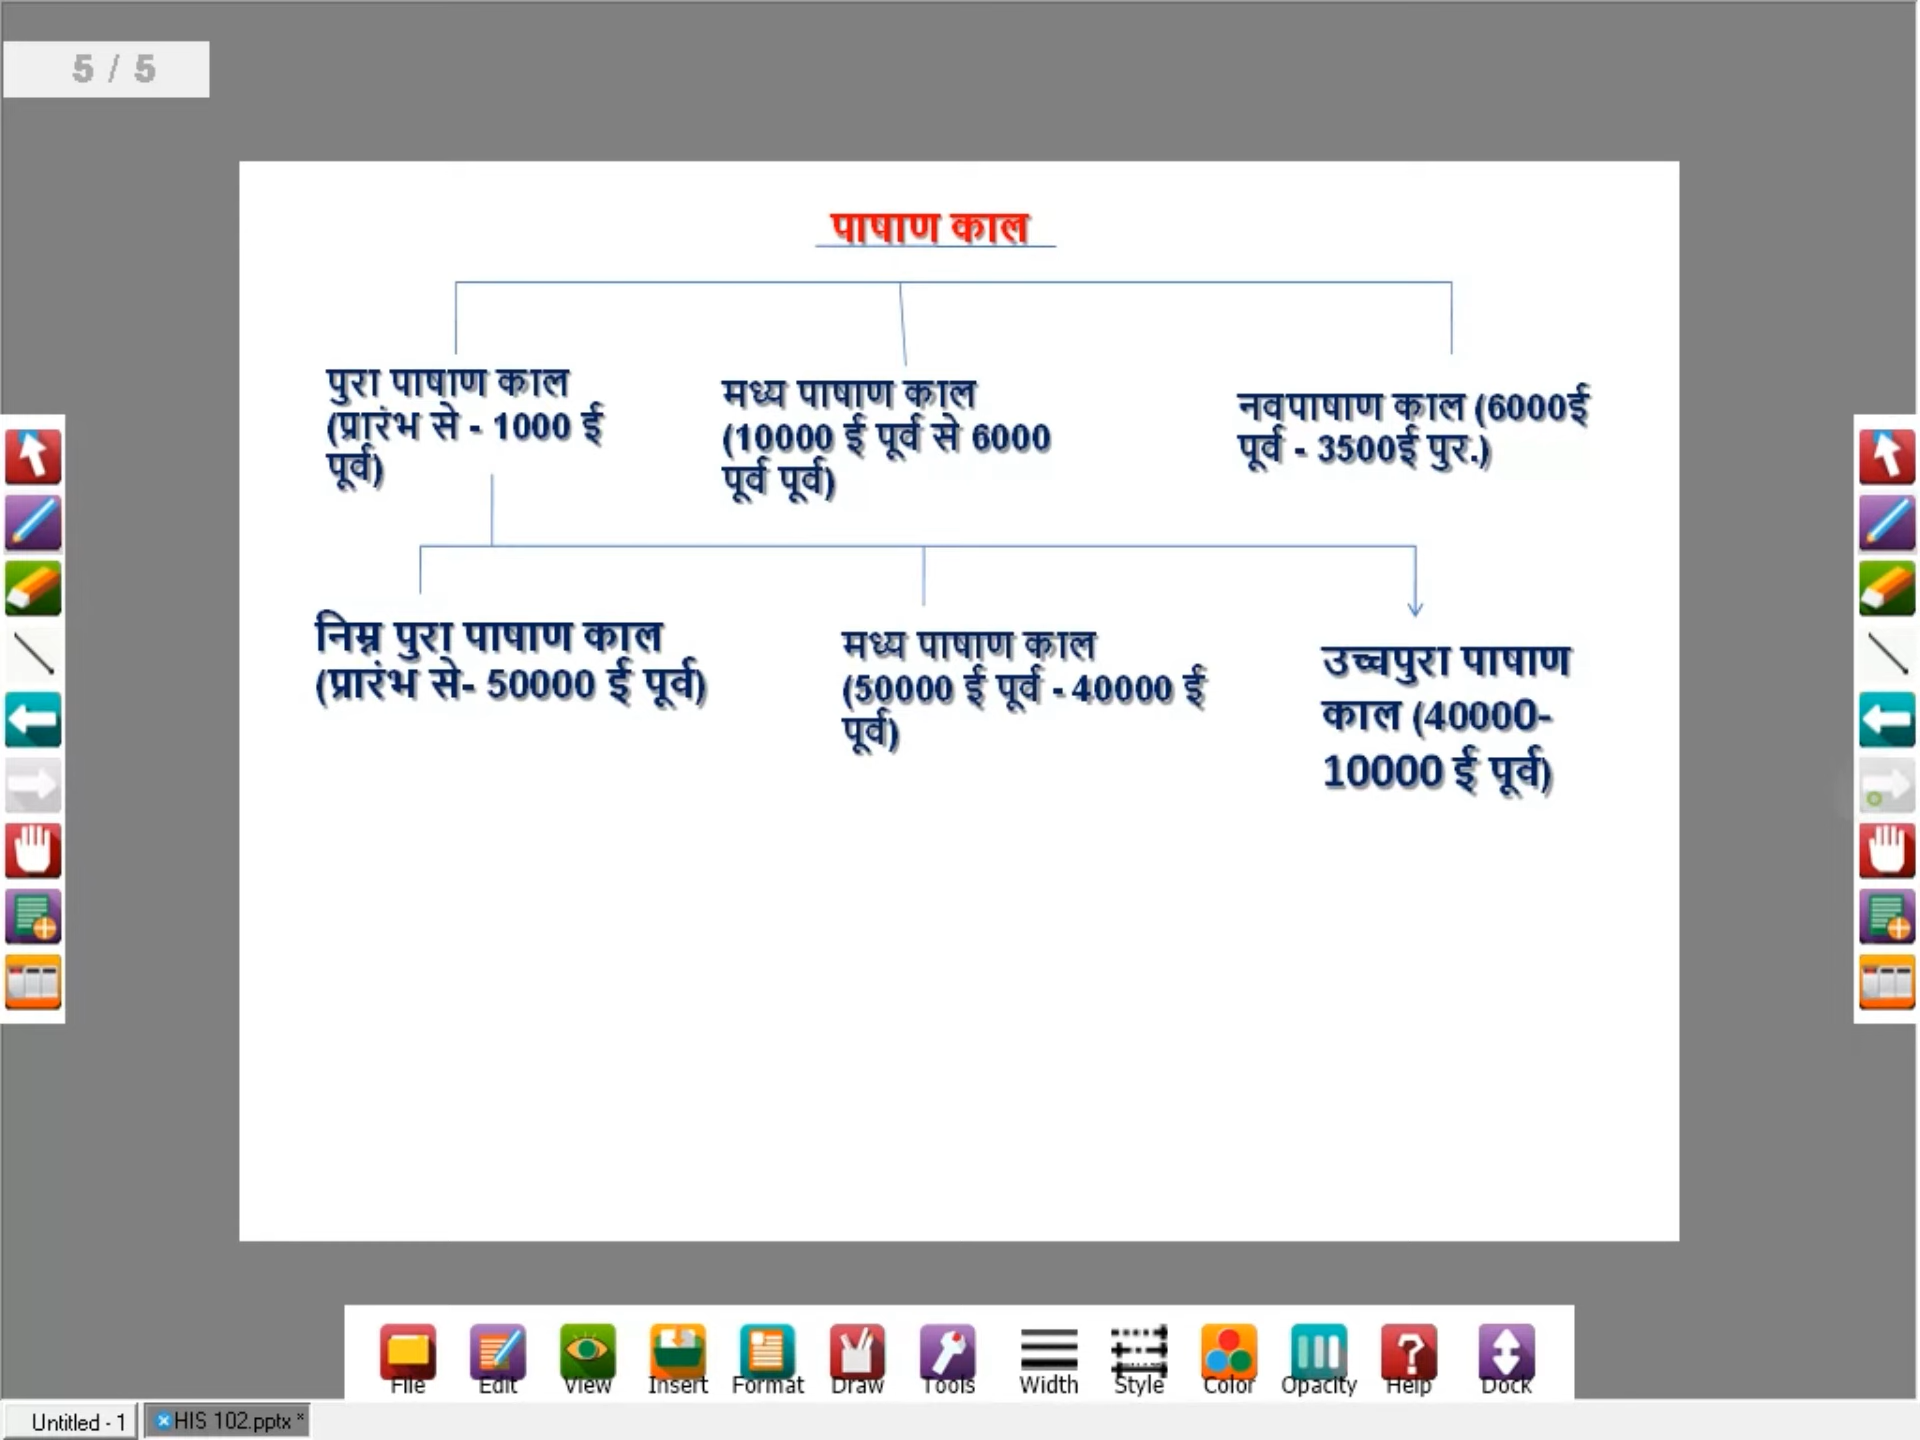 5 / 5
पाषाण काल
पुरा पाषाण काल
(प्रारंभ से - 1000 ई
पूर्व)
मध्य पाषाण काल
(10000 ई पूर्व से 6000
पूर्व पूर्व)
नवपाषाण काल (6000ई
पूर्व - 3500ई पुर.)
निम्न पुरा पाषाण काल
(प्रारंभ से- 50000 ई पूर्व)
मध्य पाषाण काल
(50000 ई पूर्व - 40000 ई
पूर्व)
उच्चपुरा पाषाण
काल (40000-
10000 ई पूर्व)
File Edit View Insert Format Draw Tools Width Style Color Opacity Help Dock
Untitled - 1 HIS 102.pptx *